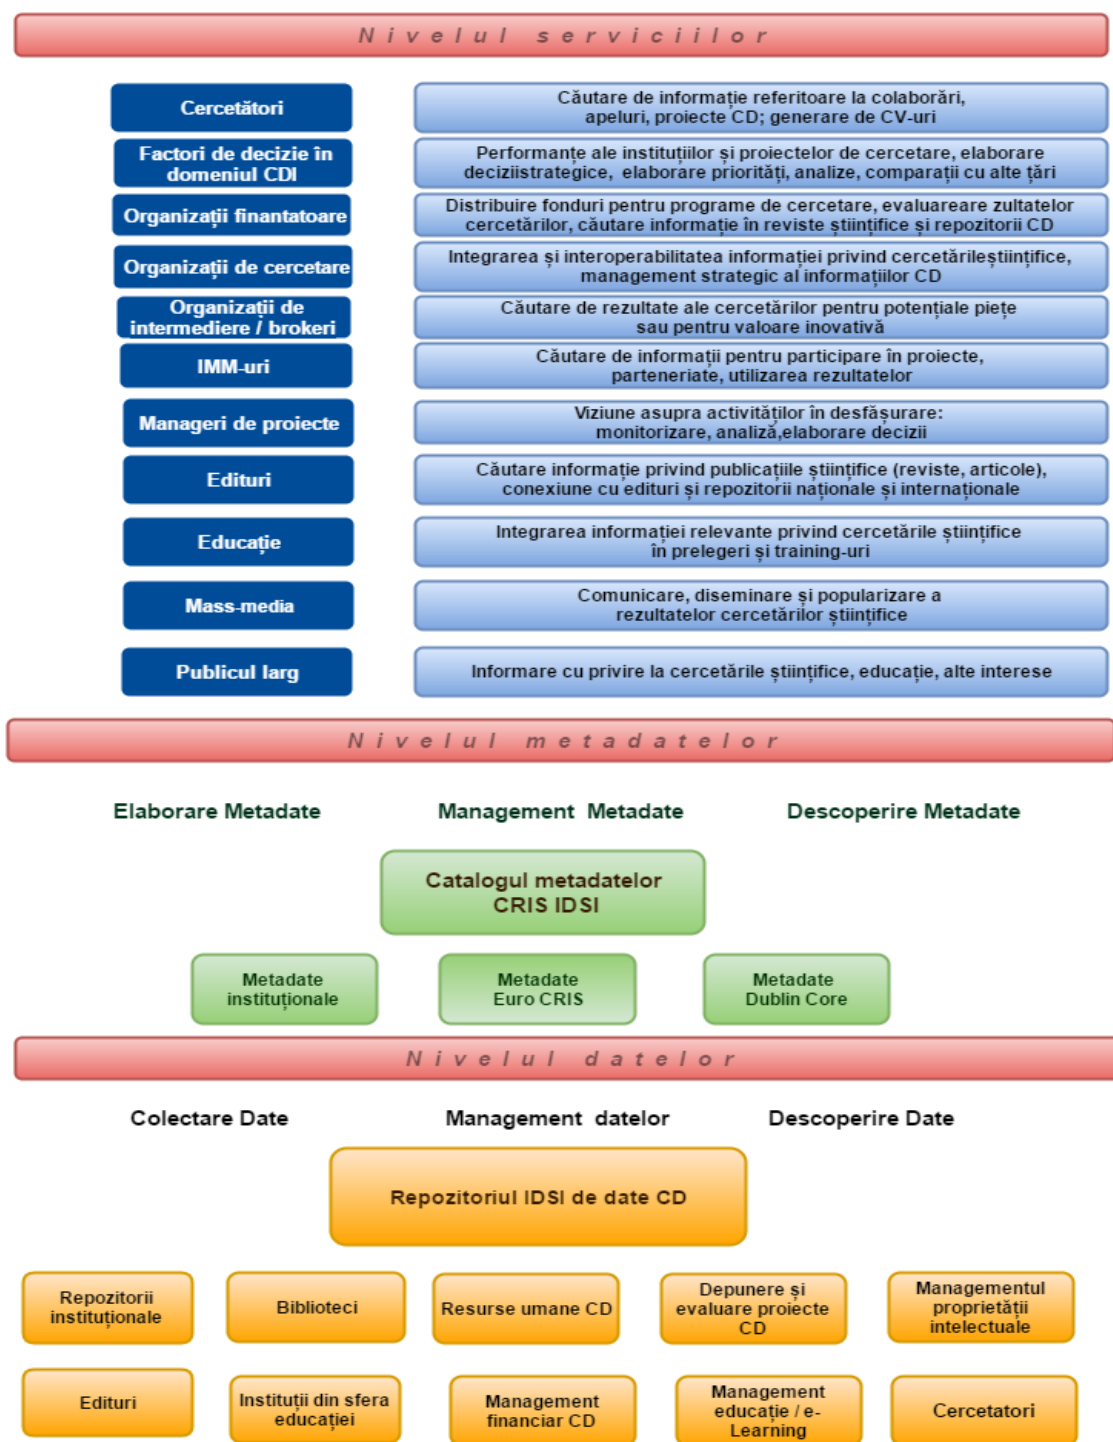 Nivelul serviciilor
Cercetători
Căutare de informație referitoare la colaborări,
apeluri, proiecte CD; generare de CV-uri
Factori de decizie în
domeniul CDI
Performanțe ale instituțiilor și proiectelor de cercetare, elaborare
deciziistrategice, elaborare priorități, analize, comparații cu alte țări
Organizații finantatoare
Distribuire fonduri pentru programe de cercetare, evaluareare zultatelor
cercetărilor, căutare informație în reviste științifice și repozitorii CD
Organizații de cercetare
Integrarea și interoperabilitatea informației privind cercetărileștiințifice,
management strategic al informațiilor CD
Organizații de
intermediere / brokeri
Căutare de rezultate ale cercetărilor pentru potențiale piețe
sau pentru valoare inovativă
IMM-uri
Căutare de informații pentru participare în proiecte,
parteneriate, utilizarea rezultatelor
Manageri de proiecte
Viziune asupra activităților în desfășurare:
monitorizare, analiză,elaborare decizii
Edituri
Căutare informație privind publicațiile științifice (reviste, articole),
conexiune cu edituri și repozitorii naționale și internaționale
Educație
Integrarea informației relevante privind cercetările științifice
în prelegeri și training-uri
Mass-media
Comunicare, diseminare și popularizare a
rezultatelor cercetărilor științifice
Publicul larg
Informare cu privire la cercetările științifice, educație, alte interese
Nivelul metadatelor
Elaborare Metadate
Management Metadate
Descoperire Metadate
Catalogul metadatelor
CRIS IDSI
Metadate
instituționale
Metadate
Euro CRIS
Metadate
Dublin Core
Nivelul datelor
Colectare Date
Management datelor
Descoperire Date
Repozitoriul IDSI de date CD
Repozitorii
instituționale
Biblioteci
Resurse umane CD
Depunere și
evaluare proiecte
CD
Managementul
proprietății
intelectuale
Edituri
Instituții din sfera
educației
Management
financiar CD
Management
educație / e-
Learning
Cercetatori